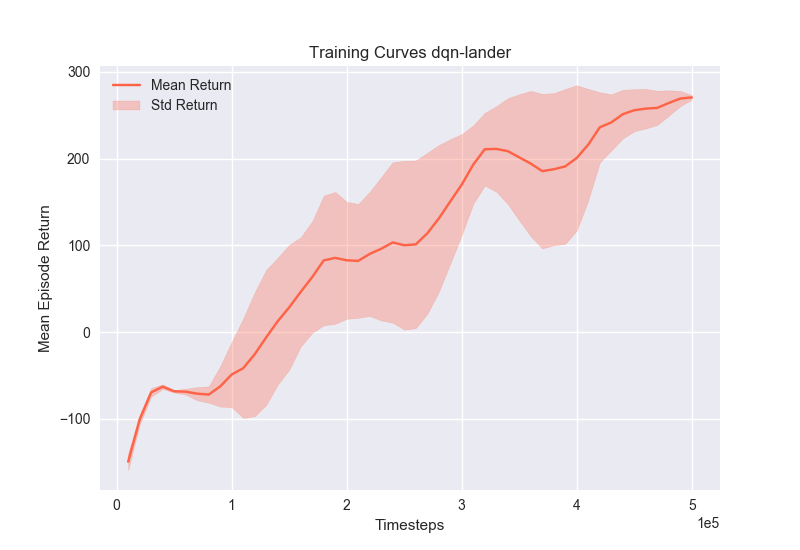 Training Curves dqn-lander
Mean Return
Std Return
300
200
100
0
−100
Mean Episode Return
0 1 2 3 4 5
1e5
Timesteps